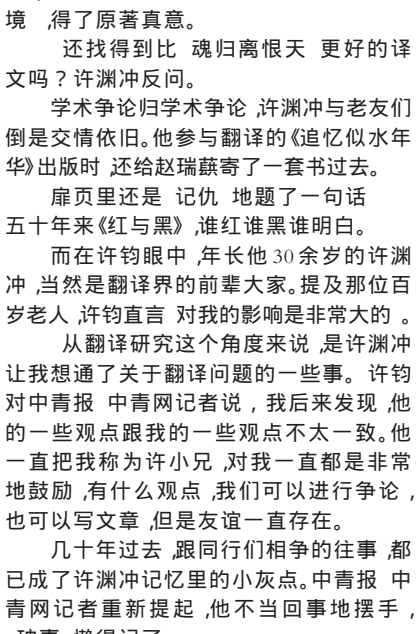 境 ,得了原著真意。
还找得到比 魂归离恨天 更好的译
文吗？许渊冲反问。
学术争论归学术争论 ,许渊冲与老友们
倒是交情依旧。他参与翻译的《追忆似水年
华》出版时 ,还给赵瑞蕻寄了一套书过去。
扉页里还是 记仇 地题了一句话
五十年来《红与黑》,谁红谁黑谁明白。
而在许钧眼中 ,年长他 30 余岁的许渊
冲 ,当然是翻译界的前辈大家。提及那位百
岁老人 ,许钧直言 对我的影响是非常大的 。
从翻译研究这个角度来说 ,是许渊冲
让我想通了关于翻译问题的一些事。许钧
对中青报 中青网记者说 , 我后来发现 ,他
的一些观点跟我的一些观点不太一致。他
一直把我称为许小兄 ,对我一直都是非常
地鼓励 ,有什么观点 ,我们可以进行争论 ,
也可以写文章 ,但是友谊一直存在。
几十年过去 ,跟同行们相争的往事 ,都
已成了许渊冲记忆里的小灰点。中青报 中
青网记者重新提起 ,他不当回事地摆手 ,